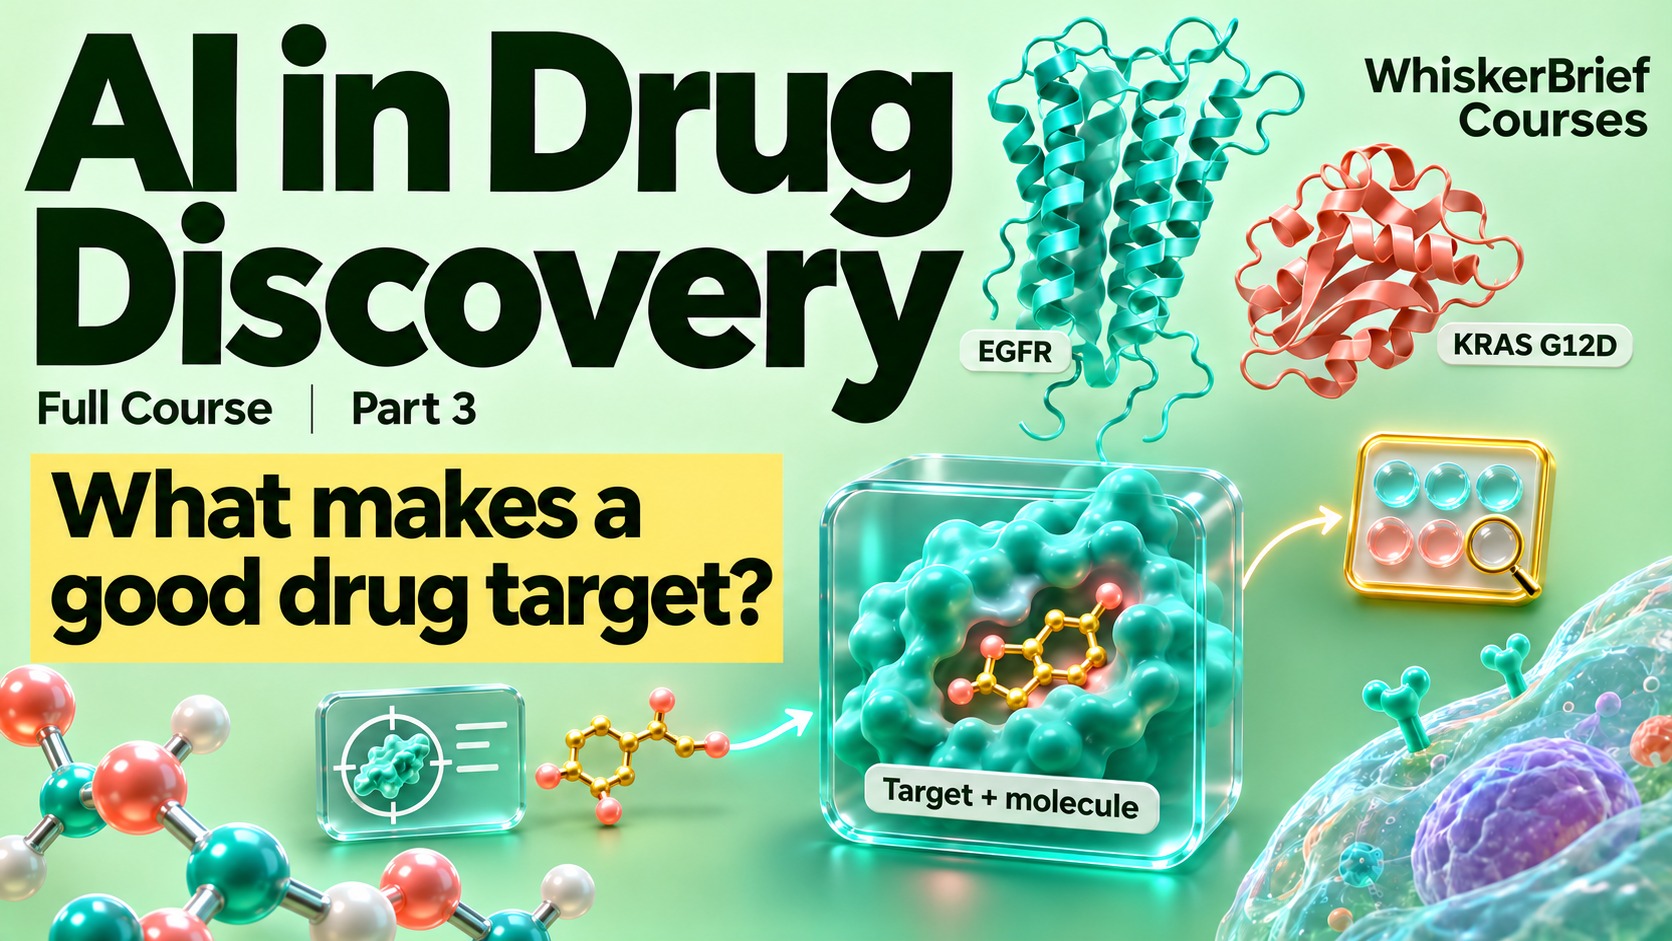 AI in Drug
Discovery
Full Course | Part 3
What makes a
good drug target?
WhiskerBrief
Courses
EGFR
KRAS G12D
Target + molecule